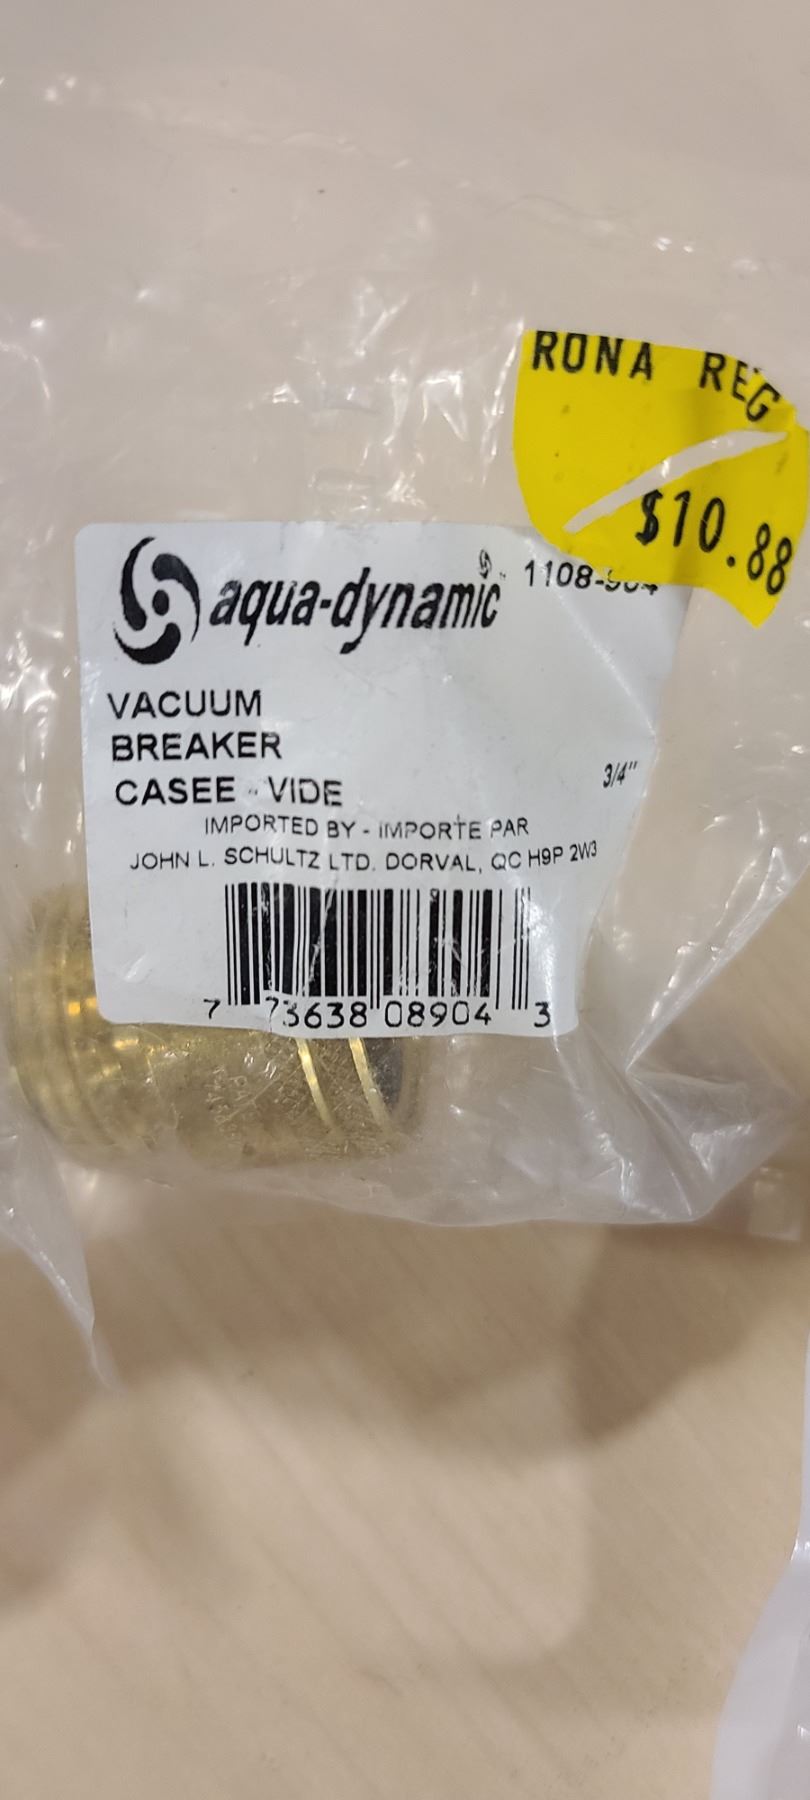 RONA REG
$10.88
aqua-dynamic
VACUUM
BREAKER
CASEE - VIDE
3/4"
IMPORTED BY - IMPORTE PAR
JOHN L. SCHULTZ LTD. DORVAL, QC H9P 2W3
7 73638 08904 3